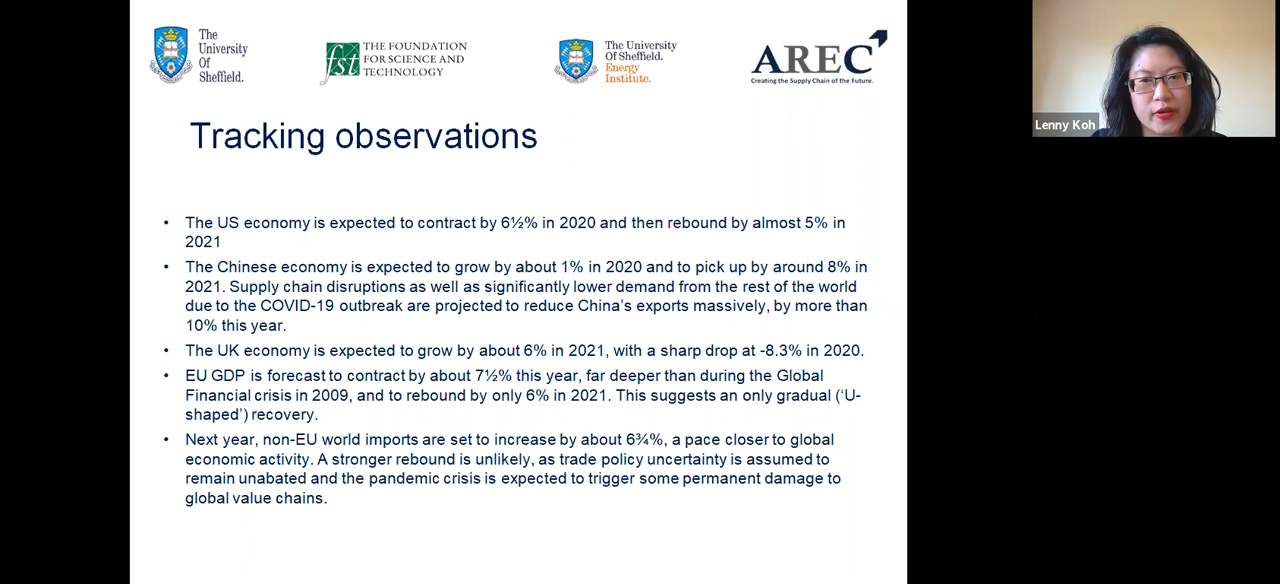 The
University
Of
Sheffield.
fst
THE FOUNDATION
FOR SCIENCE AND
TECHNOLOGY
The University
Of Sheffield.
Energy
Institute.
AREC
Creating the Supply Chain of the Future.
Lenny Koh
Tracking observations
• The US economy is expected to contract by 6½% in 2020 and then rebound by almost 5% in
2021
• The Chinese economy is expected to grow by about 1% in 2020 and to pick up by around 8% in
2021. Supply chain disruptions as well as significantly lower demand from the rest of the world
due to the COVID-19 outbreak are projected to reduce China's exports massively, by more than
10% this year.
• The UK economy is expected to grow by about 6% in 2021, with a sharp drop at -8.3% in 2020.
• EU GDP is forecast to contract by about 7½% this year, far deeper than during the Global
Financial crisis in 2009, and to rebound by only 6% in 2021. This suggests an only gradual (‘U-
shaped’) recovery.
• Next year, non-EU world imports are set to increase by about 6¾%, a pace closer to global
economic activity. A stronger rebound is unlikely, as trade policy uncertainty is assumed to
remain unabated and the pandemic crisis is expected to trigger some permanent damage to
global value chains.